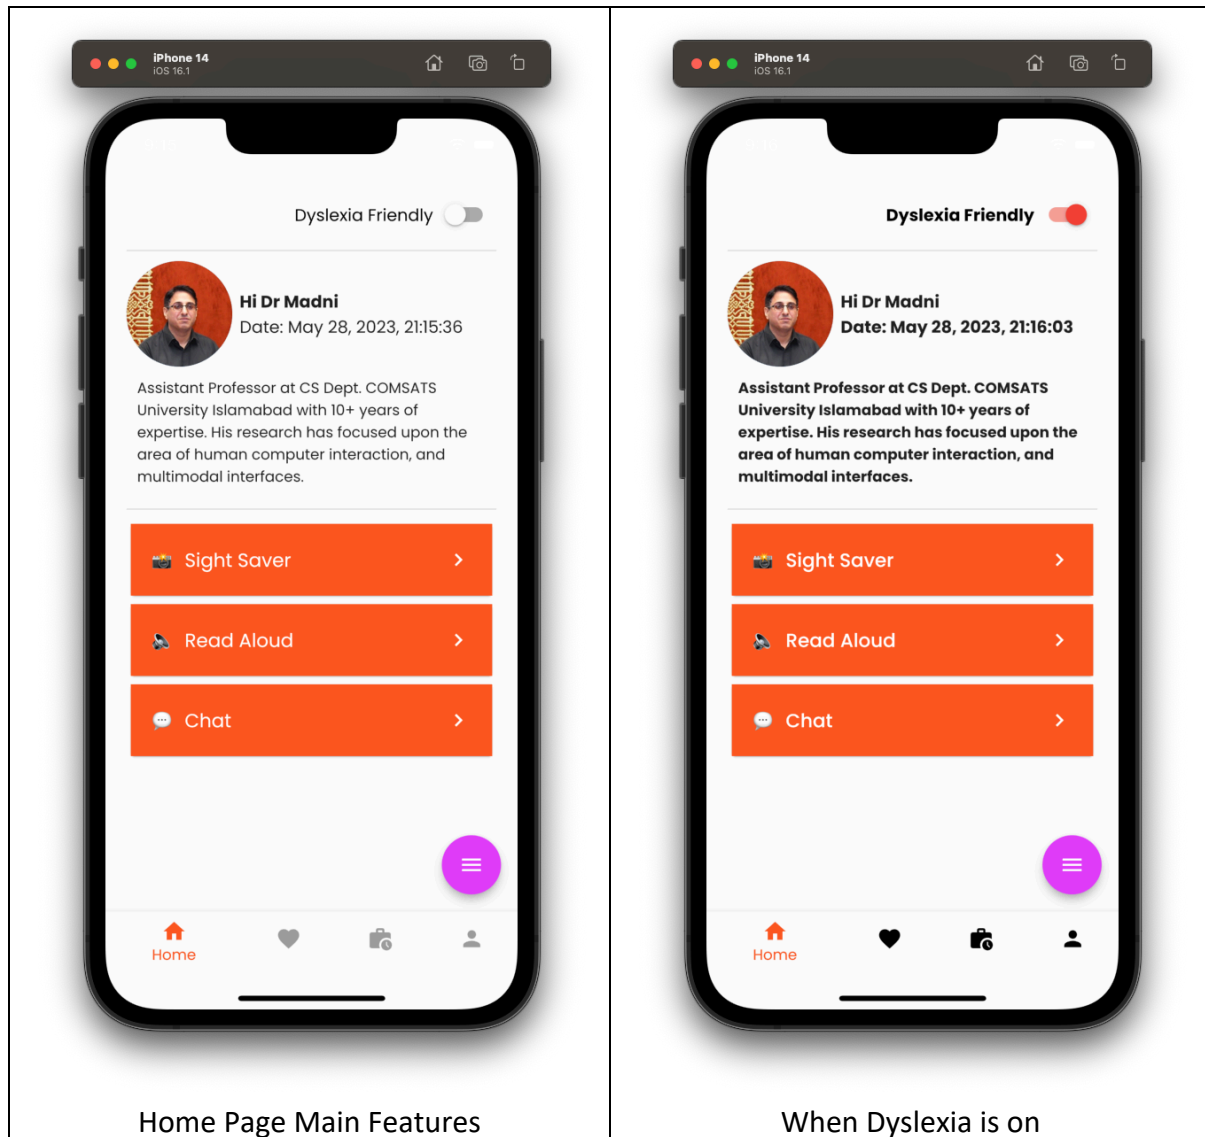 iPhone 14
iOS 16.1
Dyslexia Friendly
Hi Dr Madni
Date: May 28, 2023, 21:15:36
Assistant Professor at CS Dept. COMSATS
University Islamabad with 10+ years of
expertise. His research has focused upon the
area of human computer interaction, and
multimodal interfaces.
Sight Saver
Read Aloud
Chat
Home
Home Page Main Features
iPhone 14
iOS 16.1
Dyslexia Friendly
Hi Dr Madni
Date: May 28, 2023, 21:16:03
Assistant Professor at CS Dept. COMSATS
University Islamabad with 10+ years of
expertise. His research has focused upon the
area of human computer interaction, and
multimodal interfaces.
Sight Saver
Read Aloud
Chat
Home
When Dyslexia is on